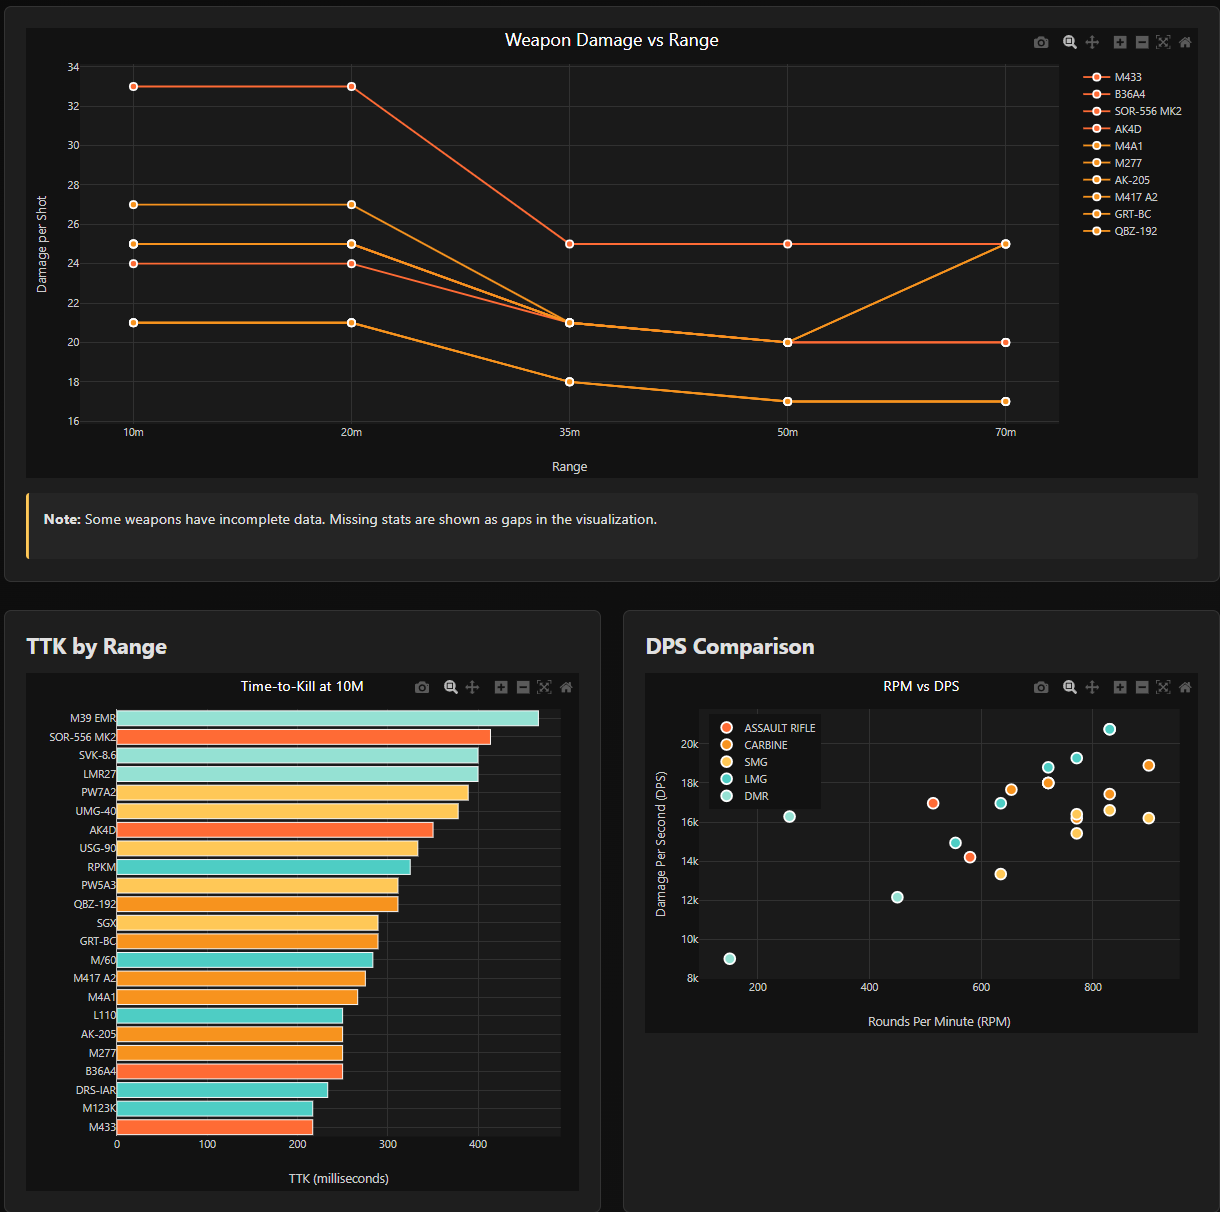 Weapon Damage vs Range
34
32
30
28
26
24
22
20
18
16
Damage per Shot
10m
20m
35m
50m
70m
Range
M433
B36A4
SOR-556 MK2
AK4D
M4A1
M277
AK-205
M417 A2
GRT-BC
QBZ-192
Note: Some weapons have incomplete data. Missing stats are shown as gaps in the visualization.
TTK by Range
Time-to-Kill at 10M
M39 EMR
SOR-556 MK2
SVK-8.6
LMR27
PW7A2
UMG-40
AK4D
USG-90
RPKM
PW5A3
QBZ-192
SGX
GRT-BC
M/60
M417 A2
M4A1
L110
AK-205
M277
B36A4
DRS-IAR
M123K
M433
0
100
200
300
400
TTK (milliseconds)
DPS Comparison
RPM vs DPS
ASSAULT RIFLE
CARBINE
SMG
LMG
DMR
20k
18k
16k
14k
12k
10k
8k
Damage Per Second (DPS)
200
400
600
800
Rounds Per Minute (RPM)